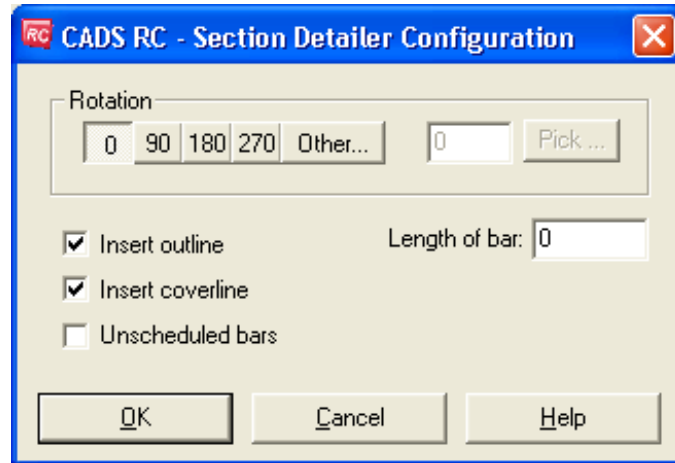 RC CADS RC - Section Detailer Configuration
Rotation
0 90 180 270 Other... 0 Pick ...
Insert outline Length of bar: 0
Insert coverline
Unscheduled bars
OK Cancel Help